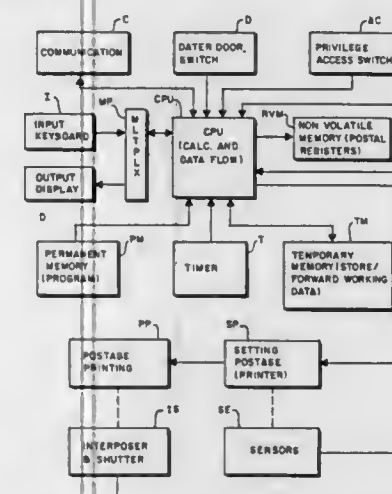 C
D
AC
COMMUNICATION
DATER DOOR,
SWITCH
PRIVILEGE
ACCESS SWITCH
I
MP
CPU
RVM
INPUT
KEYBOARD
MLTPLX
CPU
(CALC. AND
DATA FLOW)
NON VOLATILE
MEMORY (POSTAL
REGISTERS)
OUTPUT
DISPLAY
D
PM
T
TM
PERMANENT
MEMORY
(PROGRAM)
TIMER
TEMPORARY
MEMORY (STORE/
FORWARD WORKING
DATA)
PP
SP
POSTAGE
PRINTING
SETTING
POSTAGE
(PRINTER)
IS
SE
INTERPOSER
& SHUTTER
SENSORS